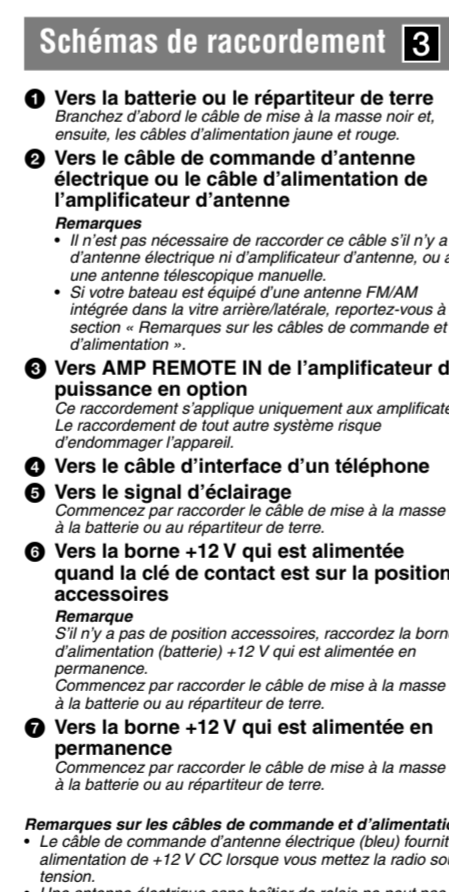 Schémas de raccordement 3
1 Vers la batterie ou le répartiteur de terre
Branchez d'abord le câble de mise à la masse noir et,
ensuite, les câbles d'alimentation jaune et rouge.
2 Vers le câble de commande d'antenne
électrique ou le câble d'alimentation de
l'amplificateur d'antenne
Remarques
• Il n'est pas nécessaire de raccorder ce câble s'il n'y a
d'antenne électrique ni d'amplificateur d'antenne, ou a
une antenne télescopique manuelle.
• Si votre bateau est équipé d'une antenne FM/AM
intégrée dans la vitre arrière/latérale, reportez-vous à
section « Remarques sur les câbles de commande et
d'alimentation ».
3 Vers AMP REMOTE IN de l'amplificateur d
puissance en option
Ce raccordement s'applique uniquement aux amplificate
Le raccordement de tout autre système risque
d'endommager l'appareil.
4 Vers le câble d'interface d'un téléphone
5 Vers le signal d'éclairage
Commencez par raccorder le câble de mise à la masse
à la batterie ou au répartiteur de terre.
6 Vers la borne +12 V qui est alimentée
quand la clé de contact est sur la position
accessoires
Remarque
S'il n'y a pas de position accessoires, raccordez la borne
d'alimentation (batterie) +12 V qui est alimentée en
permanence.
Commencez par raccorder le câble de mise à la masse
à la batterie ou au répartiteur de terre.
7 Vers la borne +12 V qui est alimentée en
permanence
Commencez par raccorder le câble de mise à la masse
à la batterie ou au répartiteur de terre.
Remarques sur les câbles de commande et d'alimentatio
• Le câble de commande d'antenne électrique (bleu) fournit
alimentation de +12 V CC lorsque vous mettez la radio sou
tension.
• Une antenne électrique sans boîtier de relais ne peut pas